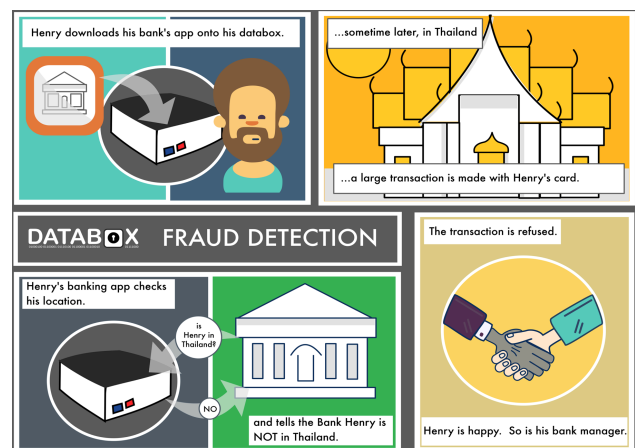 Henry downloads his bank's app onto his databox.
...sometime later, in Thailand
...a large transaction is made with Henry's card.
DATABOX FRAUD DETECTION
Henry's banking app checks
his location.
is
Henry in
Thailand?
NO
and tells the Bank Henry is
NOT in Thailand.
The transaction is refused.
Henry is happy. So is his bank manager.